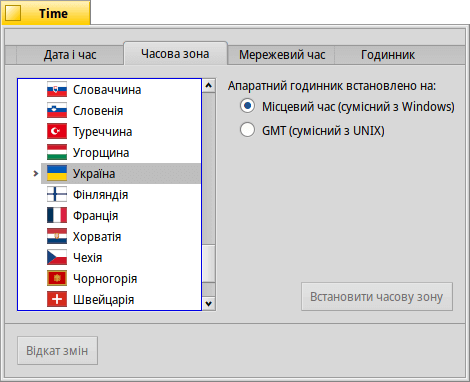 Time
Дата і час
Часова зона
Мережевий час
Годинник
Словаччина
Словенія
Туреччина
Угорщина
Україна
Фінляндія
Франція
Хорватія
Чехія
Чорногорія
Швейцарія
Апаратний годинник встановлено на:
Місцевий час (сумісний з Windows)
GMT (сумісний з UNIX)
Встановити часову зону
Відкат змін